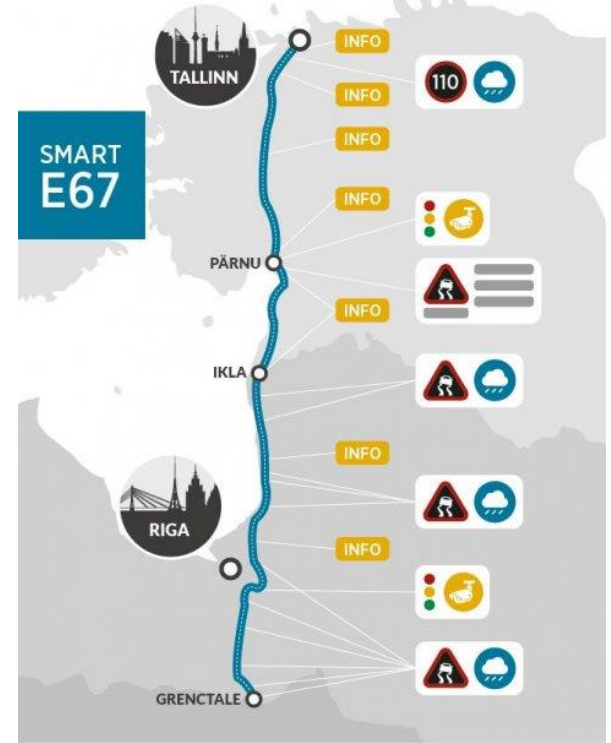 INFO
TALLINN
110
INFO
SMART
E67
INFO
INFO
PÄRNU
INFO
IKLA
INFO
RIGA
INFO
GRENCTALE